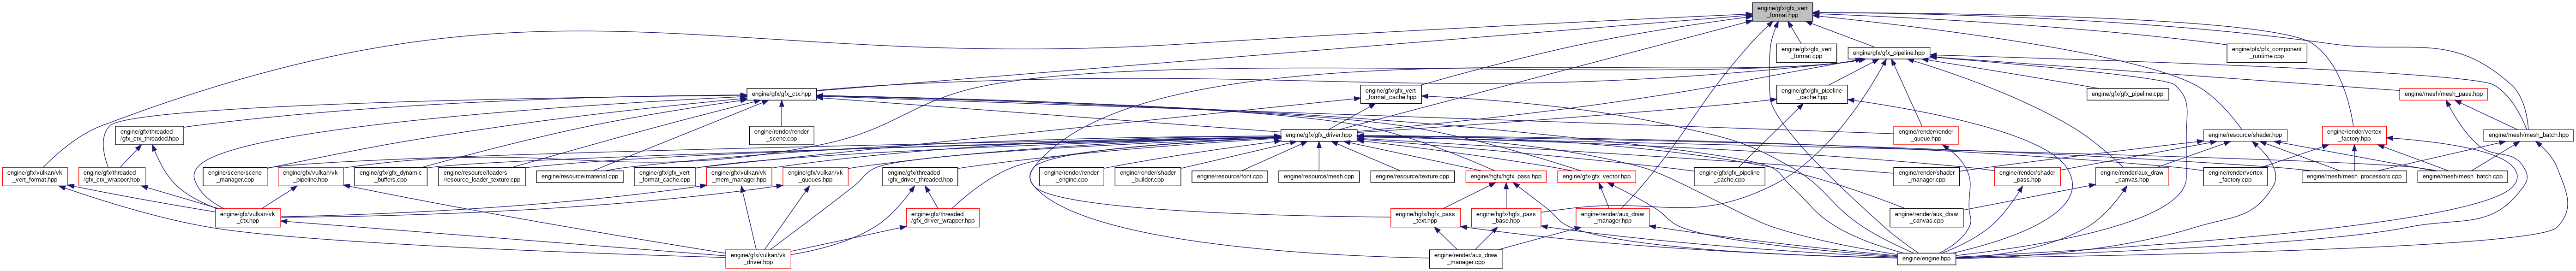 engine/gfx/gfx_vert
_format.hpp
engine/gfx/gfx_vert
_format.cpp
engine/gfx/gfx_pipeline.hpp
engine/pfx/pfx_component
_runtime.cpp
engine/gfx/gfx_ctx.hpp
engine/gfx/gfx_vert
_format_cache.hpp
engine/gfx/gfx_pipeline
_cache.hpp
engine/gfx/gfx_pipeline.cpp
engine/mesh/mesh_pass.hpp
engine/gfx/threaded
/gfx_ctx_threaded.hpp
engine/render/render
_scene.cpp
engine/gfx/gfx_driver.hpp
engine/render/render
_queue.hpp
engine/resource/shader.hpp
engine/render/vertex
_factory.hpp
engine/mesh/mesh_batch.hpp
engine/gfx/vulkan/vk
_vert_format.hpp
engine/gfx/threaded
/gfx_ctx_wrapper.hpp
engine/scene/scene
_manager.cpp
engine/gfx/vulkan/vk
_pipeline.hpp
engine/gfx/gfx_dynamic
_buffers.cpp
engine/resource/loaders
/resource_loader_texture.cpp
engine/resource/material.cpp
engine/gfx/gfx_vert
_format_cache.cpp
engine/gfx/vulkan/vk
_mem_manager.hpp
engine/gfx/vulkan/vk
_queues.hpp
engine/gfx/threaded
/gfx_driver_threaded.hpp
engine/render/render
_engine.cpp
engine/render/shader
_builder.cpp
engine/resource/font.cpp
engine/resource/mesh.cpp
engine/resource/texture.cpp
engine/hgfx/hgfx_pass.hpp
engine/gfx/gfx_vector.hpp
engine/gfx/gfx_pipeline
_cache.cpp
engine/render/shader
_manager.cpp
engine/render/shader
_pass.hpp
engine/render/aux_draw
_canvas.hpp
engine/render/vertex
_factory.cpp
engine/mesh/mesh_processors.cpp
engine/mesh/mesh_batch.cpp
engine/gfx/vulkan/vk
_ctx.hpp
engine/gfx/threaded
/gfx_driver_wrapper.hpp
engine/hgfx/hgfx_pass
_text.hpp
engine/hgfx/hgfx_pass
_base.hpp
engine/render/aux_draw
_manager.hpp
engine/render/aux_draw
_canvas.cpp
engine/gfx/vulkan/vk
_driver.hpp
engine/render/aux_draw
_manager.cpp
engine/engine.hpp